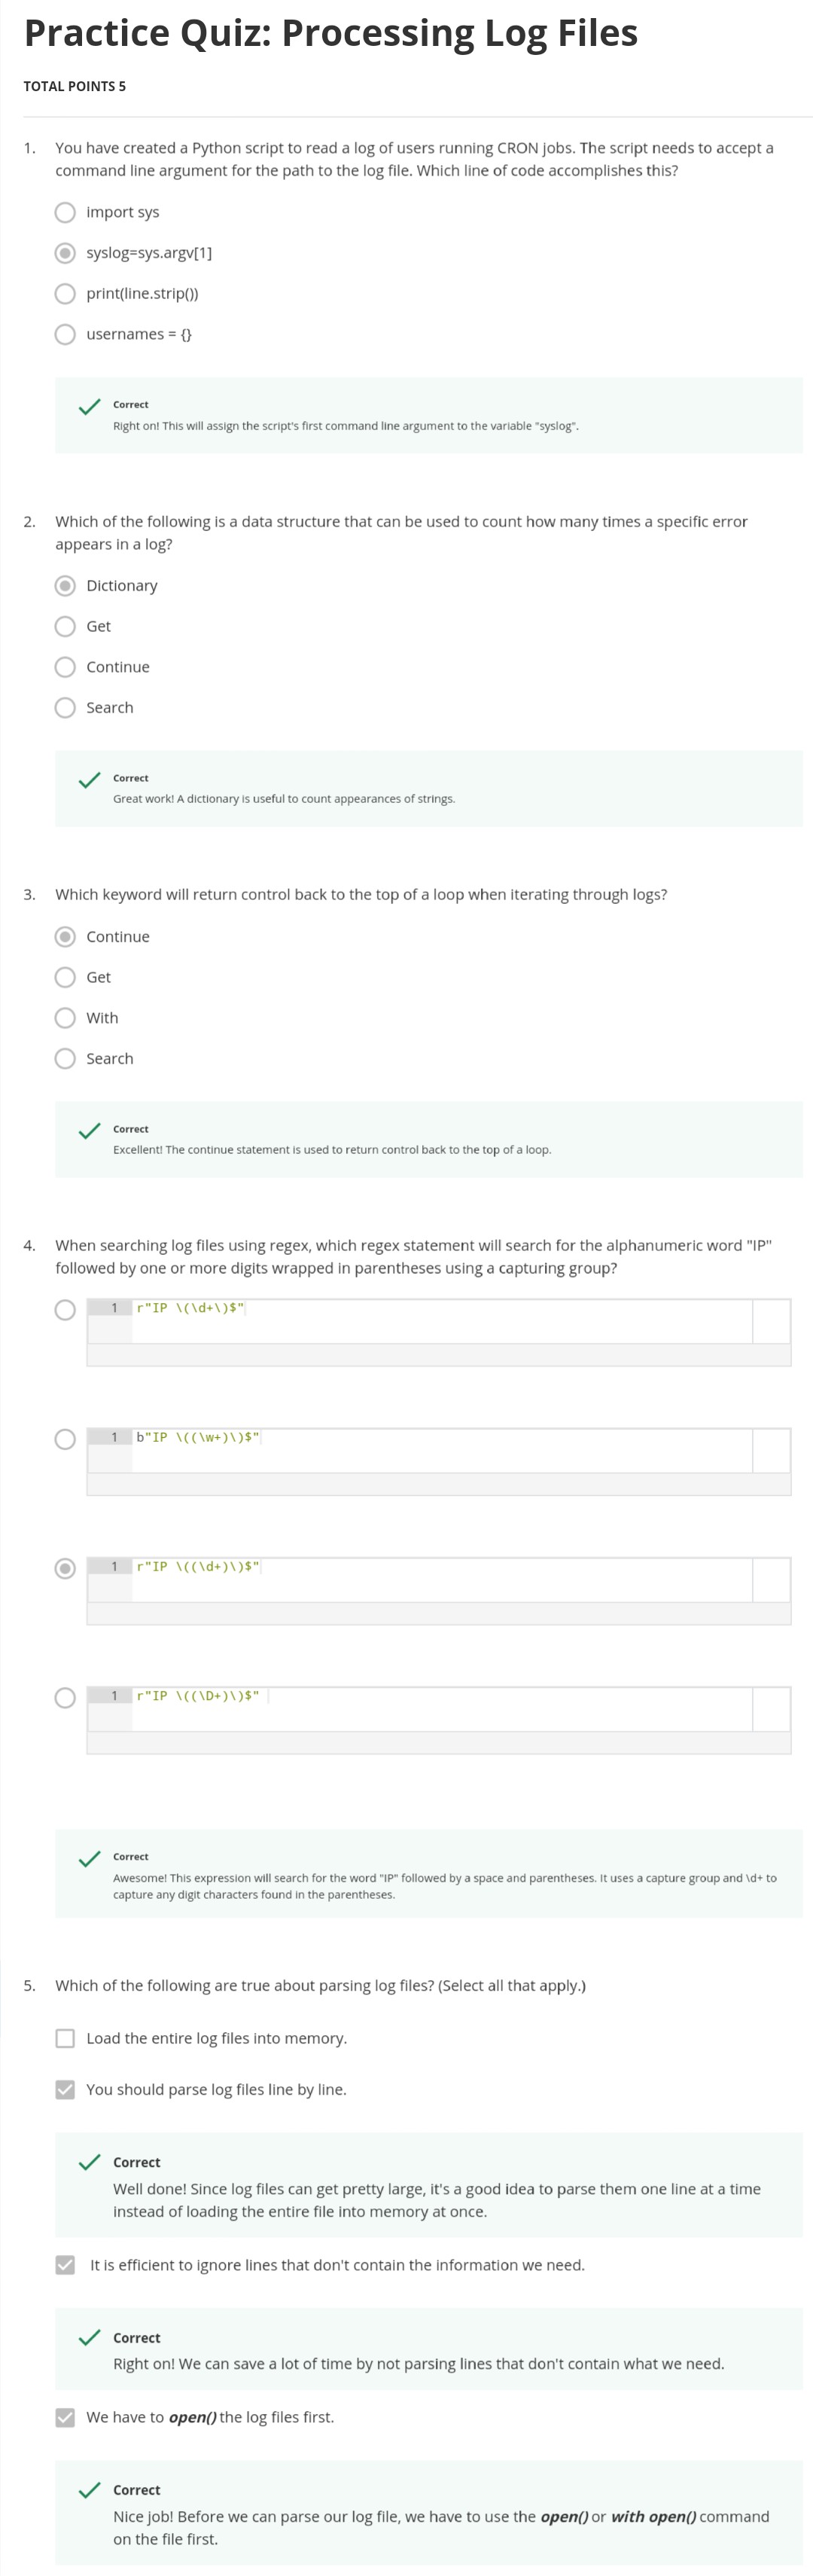 Practice Quiz: Processing Log Files
TOTAL POINTS 5
1. You have created a Python script to read a log of users running CRON jobs. The script needs to accept a
command line argument for the path to the log file. Which line of code accomplishes this?
import sys
syslog=sys.argv[1]
print(line.strip())
usernames = {}
Correct
Right on! This will assign the script's first command line argument to the variable "syslog".
2. Which of the following is a data structure that can be used to count how many times a specific error
appears in a log?
Dictionary
Get
Continue
Search
Correct
Great work! A dictionary is useful to count appearances of strings.
3. Which keyword will return control back to the top of a loop when iterating through logs?
Continue
Get
With
Search
Correct
Excellent! The continue statement is used to return control back to the top of a loop.
4. When searching log files using regex, which regex statement will search for the alphanumeric word "IP"
followed by one or more digits wrapped in parentheses using a capturing group?
1 r"IP \(\d+\)$"
1 b"IP \((\w+)\)$"
1 r"IP \((\d+)\)$"
1 r"IP \((\D+)\)$"
Correct
Awesome! This expression will search for the word "IP" followed by a space and parentheses. It uses a capture group and \d+ to
capture any digit characters found in the parentheses.
5. Which of the following are true about parsing log files? (Select all that apply.)
Load the entire log files into memory.
You should parse log files line by line.
Correct
Well done! Since log files can get pretty large, it's a good idea to parse them one line at a time
instead of loading the entire file into memory at once.
It is efficient to ignore lines that don't contain the information we need.
Correct
Right on! We can save a lot of time by not parsing lines that don't contain what we need.
We have to open() the log files first.
Correct
Nice job! Before we can parse our log file, we have to use the open() or with open() command
on the file first.